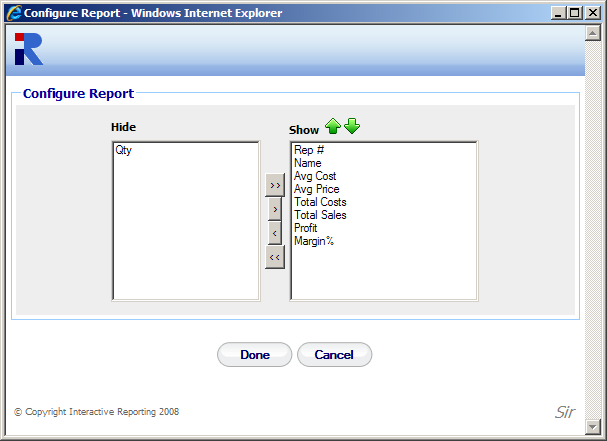 Configure Report - Windows Internet Explorer
R
Configure Report
Hide
Show
Qty
Rep #
Name
Avg Cost
Avg Price
Total Costs
Total Sales
Profit
Margin%
>>
>
<
<<
Done
Cancel
© Copyright Interactive Reporting 2008
Sir